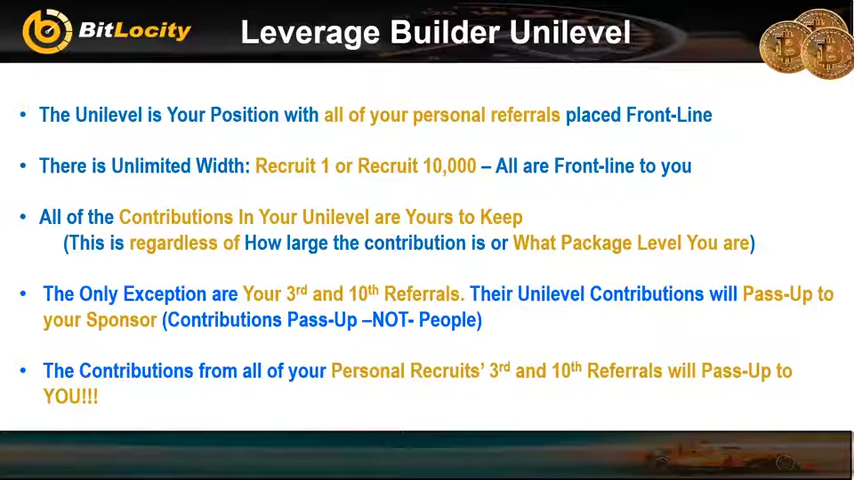 BitLocity
Leverage Builder Unilevel
• The Unilevel is Your Position with all of your personal referrals placed Front-Line
• There is Unlimited Width: Recruit 1 or Recruit 10,000 – All are Front-line to you
• All of the Contributions In Your Unilevel are Yours to Keep
(This is regardless of How large the contribution is or What Package Level You are)
• The Only Exception are Your 3rd and 10th Referrals. Their Unilevel Contributions will Pass-Up to
your Sponsor (Contributions Pass-Up –NOT- People)
• The Contributions from all of your Personal Recruits’ 3rd and 10th Referrals will Pass-Up to
YOU!!!